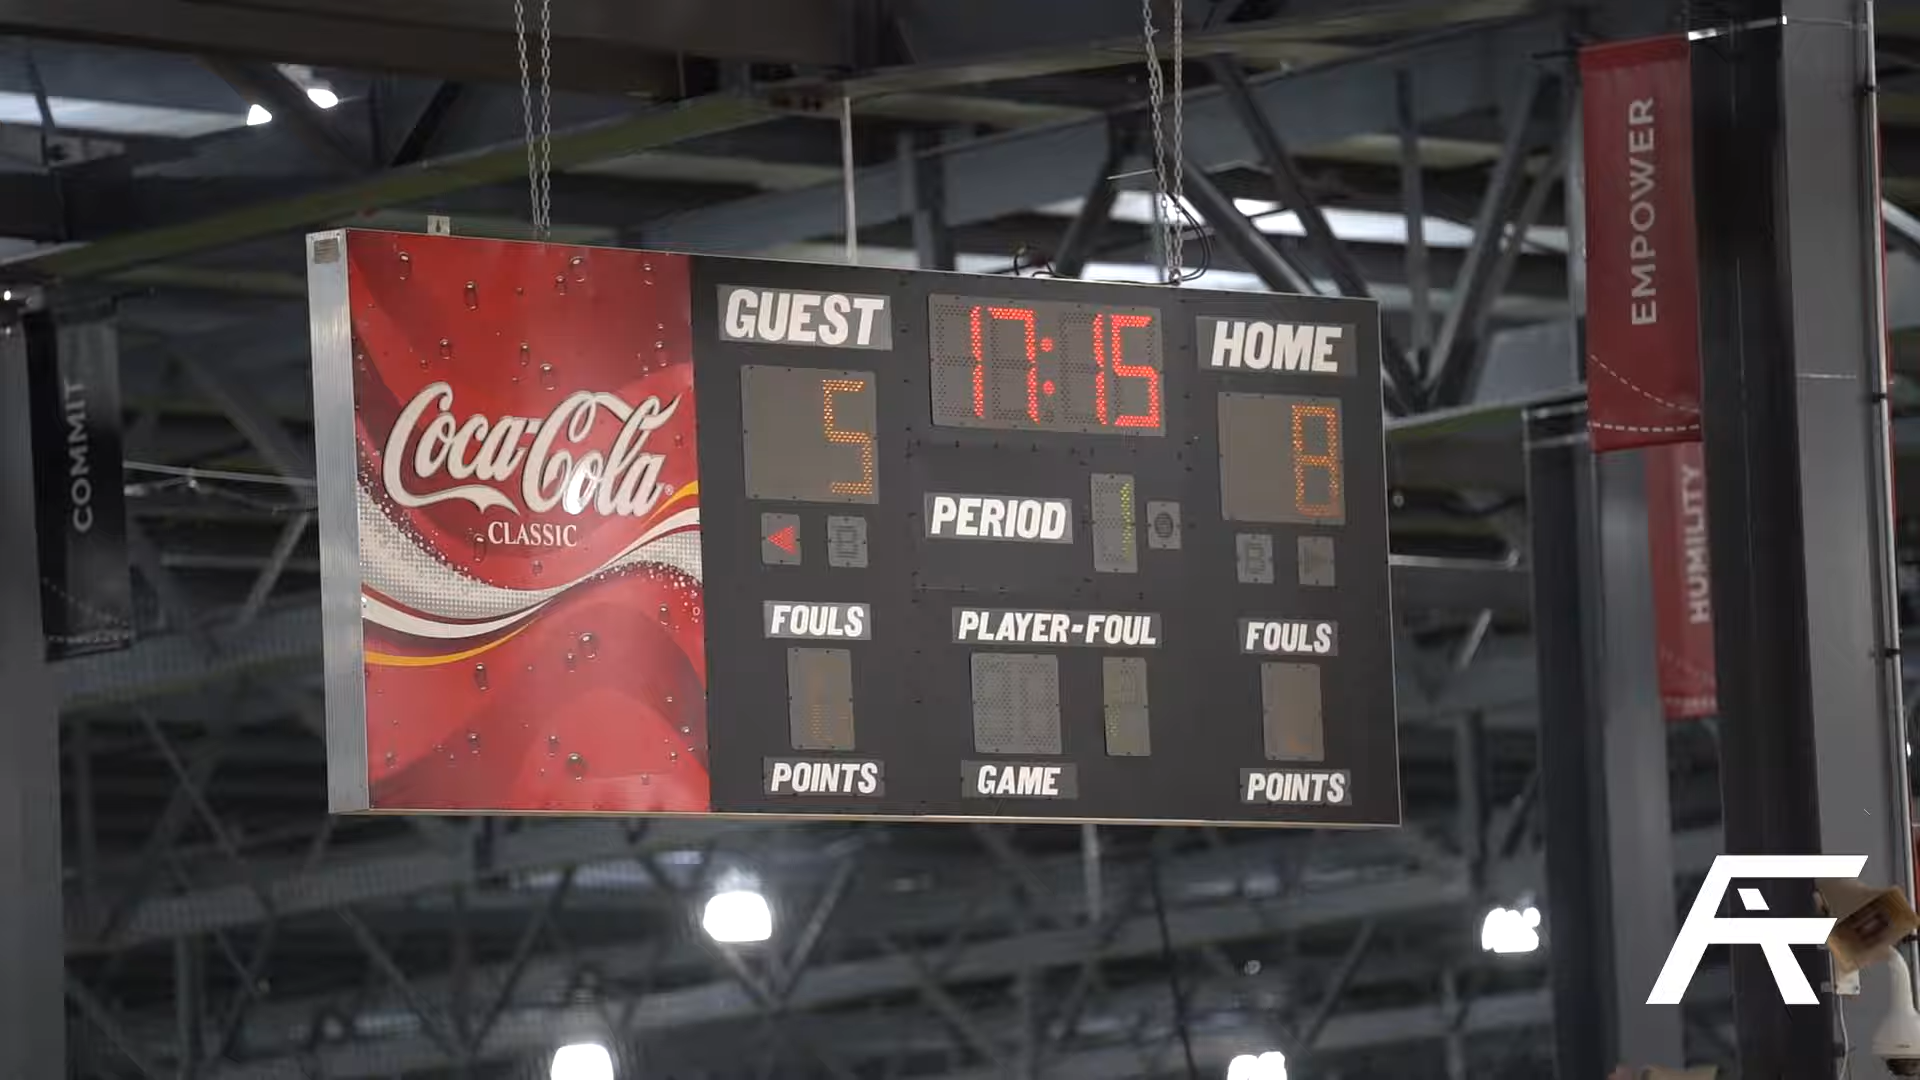 COMMIT
EMPOWER
HUMILITY
Coca-Cola®
CLASSIC
GUEST
17:15
HOME
5
8
PERIOD
1
FOULS
PLAYER-FOUL
FOULS
POINTS
GAME
POINTS